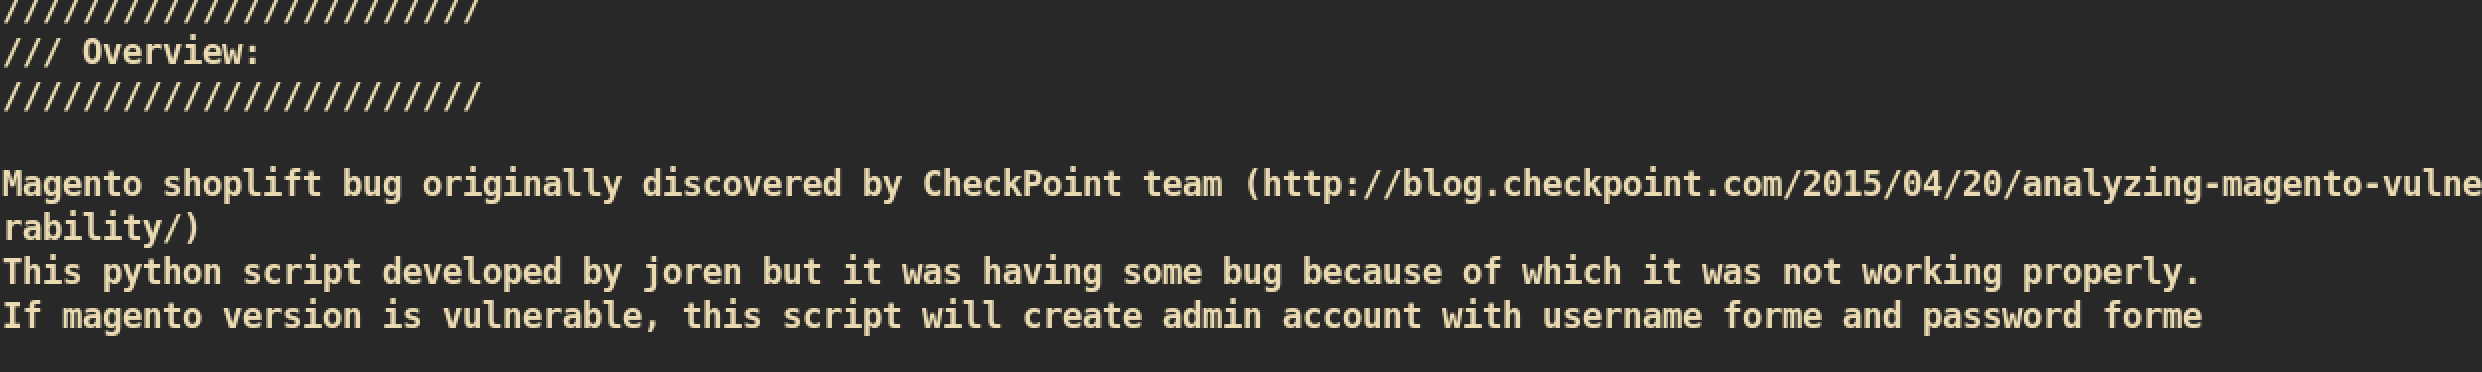 ////////////////////////
/// Overview:
////////////////////////
Magento shoplift bug originally discovered by CheckPoint team (http://blog.checkpoint.com/2015/04/20/analyzing-magento-vulne
rability/)
This python script developed by joren but it was having some bug because of which it was not working properly.
If magento version is vulnerable, this script will create admin account with username forme and password forme